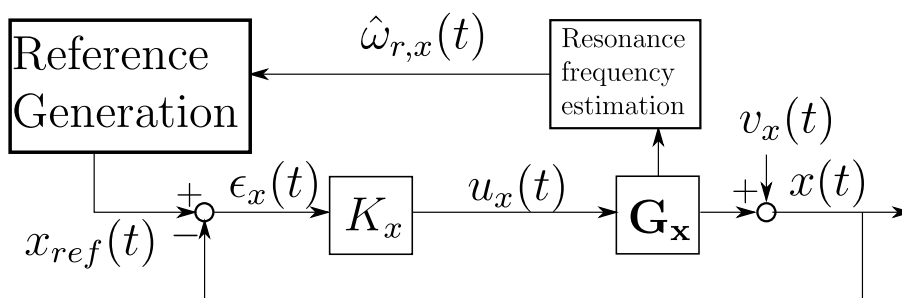 Reference
Generation
ω̂_{r,x}(t)
Resonance
frequency
estimation
v_x(t)
+
ϵ_x(t)
K_x
u_x(t)
G_x
+
x(t)
x_{ref}(t)
−